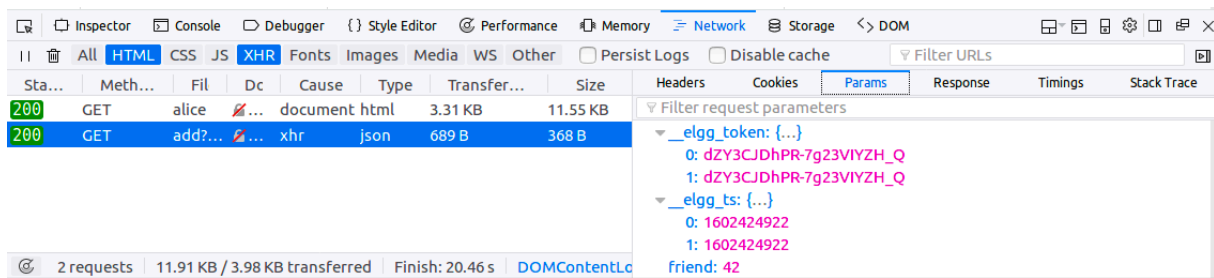 Inspector Console Debugger {} Style Editor Performance Memory Network Storage <> DOM
All HTML CSS JS XHR Fonts Images Media WS Other Persist Logs Disable cache Filter URLs
Sta... Meth... Fil Dc Cause Type Transfer... Size
200 GET alice ... document html 3.31 KB 11.55 KB
200 GET add?... ... xhr json 689 B 368 B
2 requests 11.91 KB / 3.98 KB transferred Finish: 20.46 s DOMContentLo
Headers Cookies Params Response Timings Stack Trace
Filter request parameters
__elgg_token: {...}
0: dZY3CJDhPR-7g23VIYZH_Q
1: dZY3CJDhPR-7g23VIYZH_Q
__elgg_ts: {...}
0: 1602424922
1: 1602424922
friend: 42